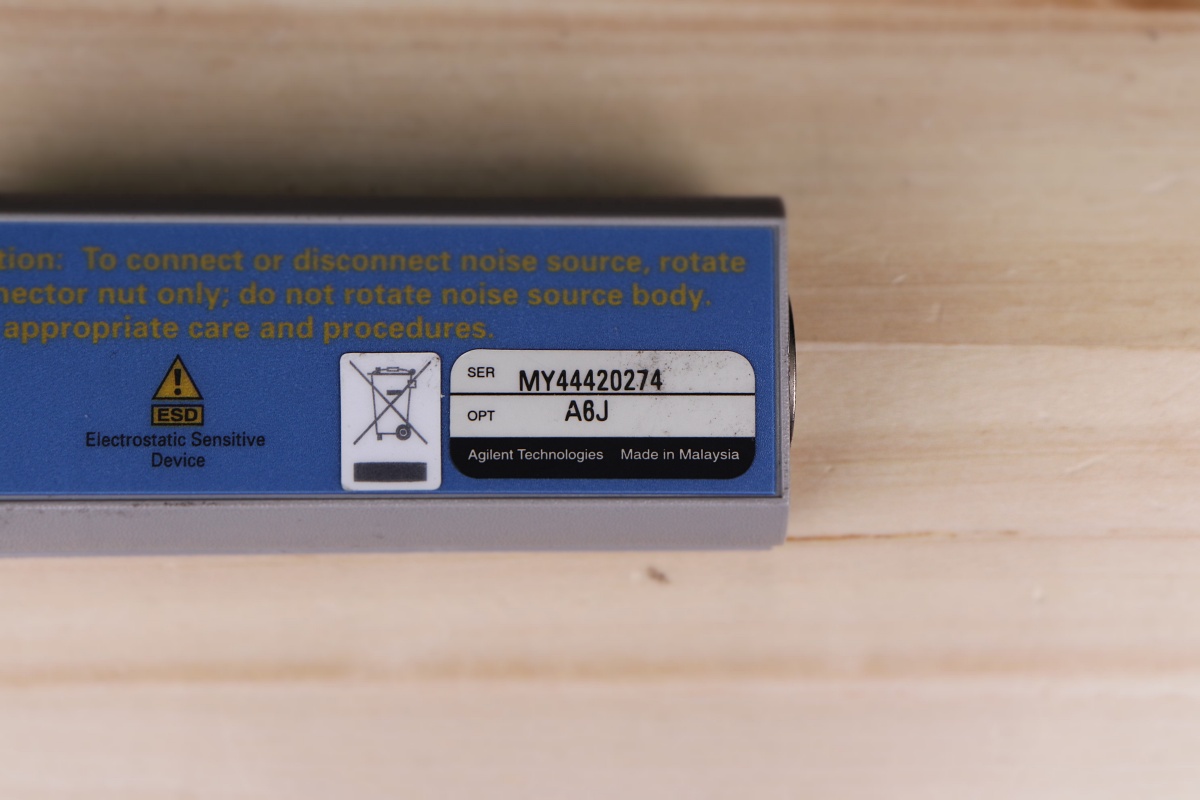 tion: To connect or disconnect noise source, rotate
nector nut only; do not rotate noise source body.
appropriate care and procedures.
ESD
Electrostatic Sensitive
Device
SER MY44420274
OPT A6J
Agilent Technologies Made in Malaysia